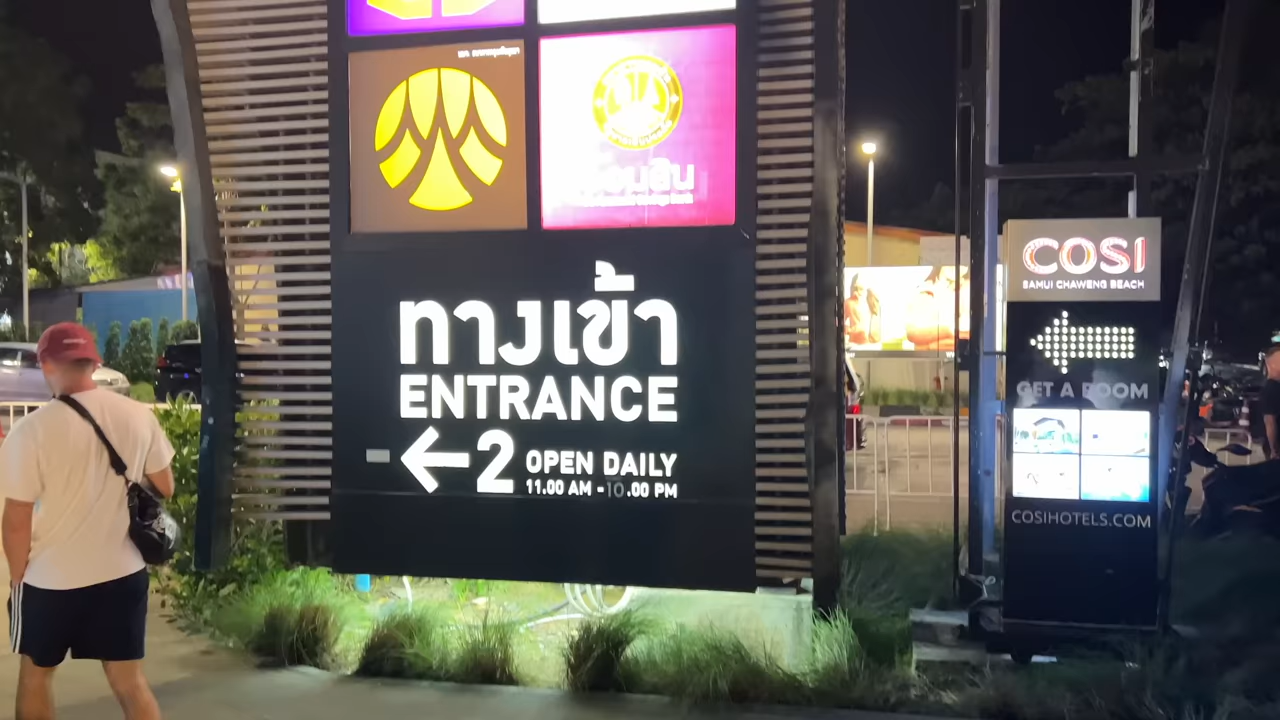 ทางเข้า
ENTRANCE
2 OPEN DAILY
11.00 AM - 10.00 PM
COSI
SAMUI CHAWENG BEACH
GET A ROOM
COSIHOTELS.COM